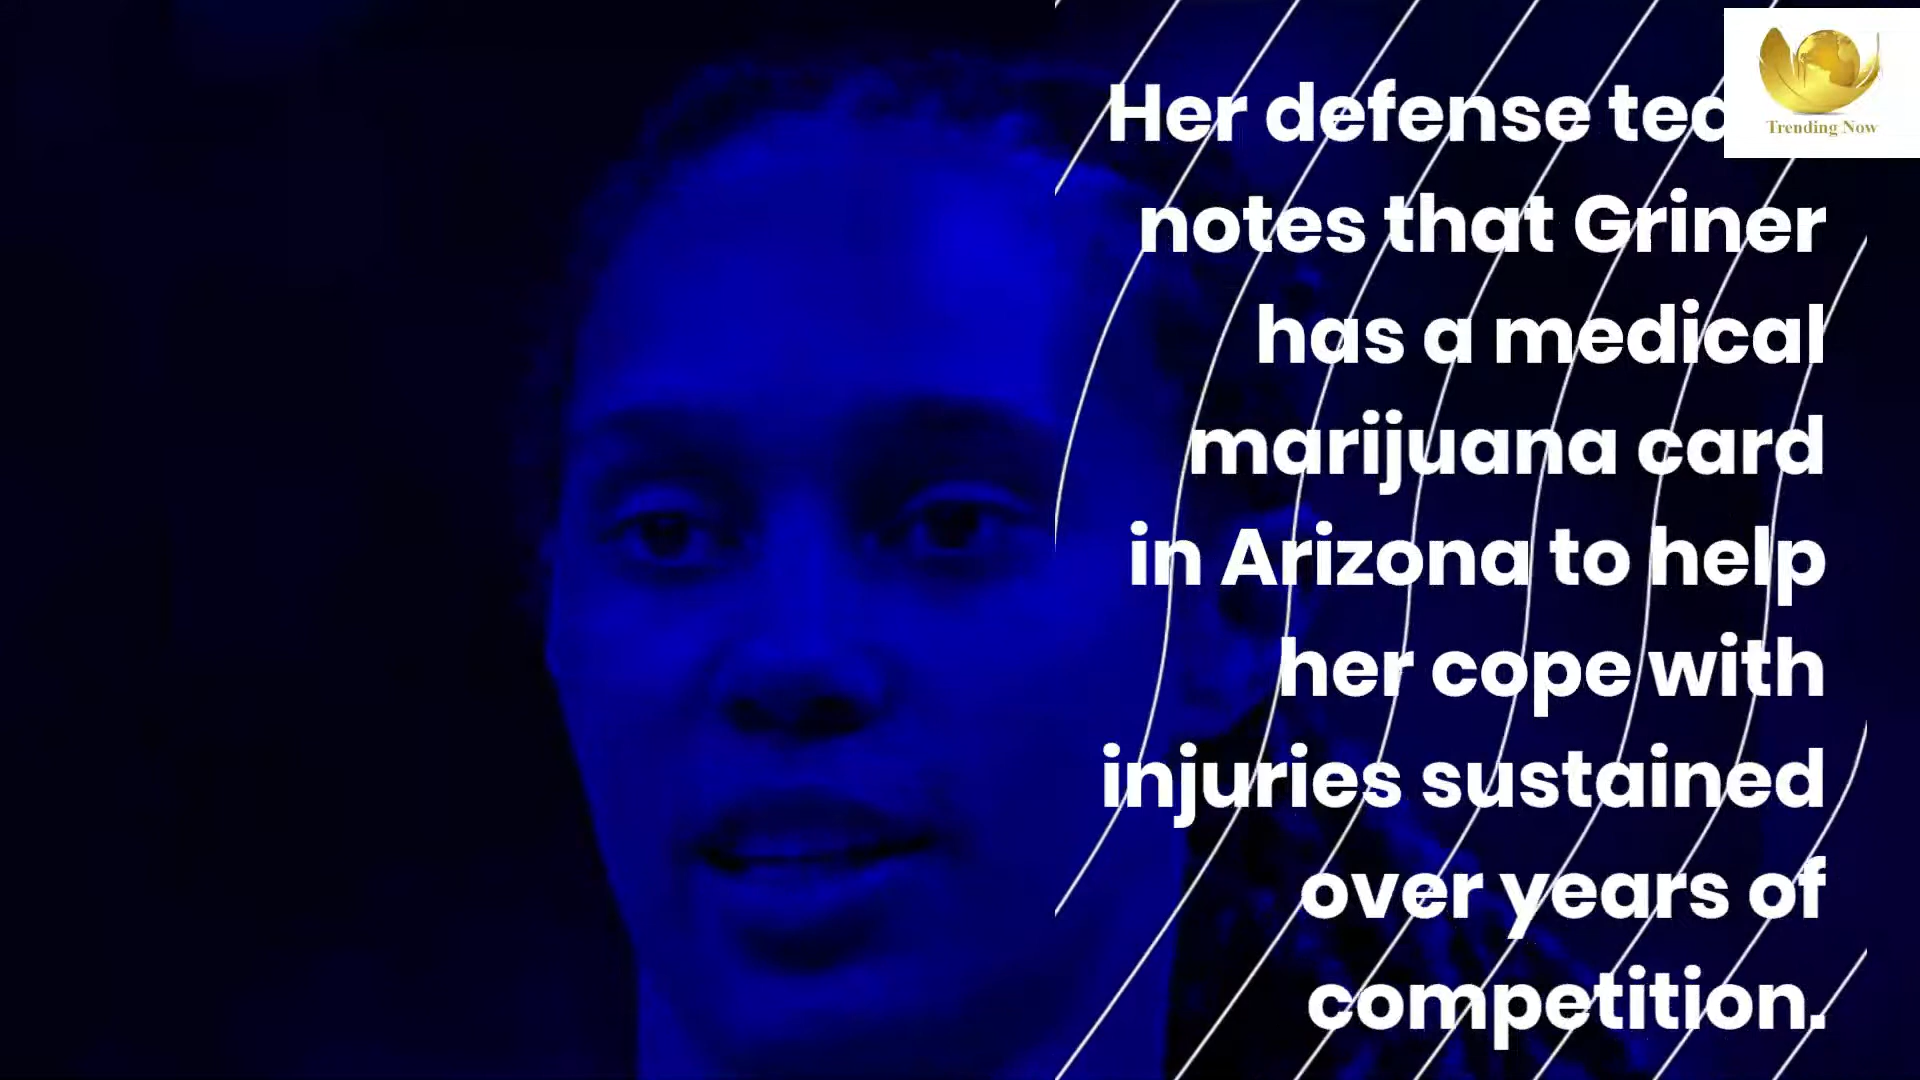 Her defense
notes that Griner
has a medical
marijuana card
in Arizona to help
her cope with
injuries sustained
over years of
competition.
Trending Now